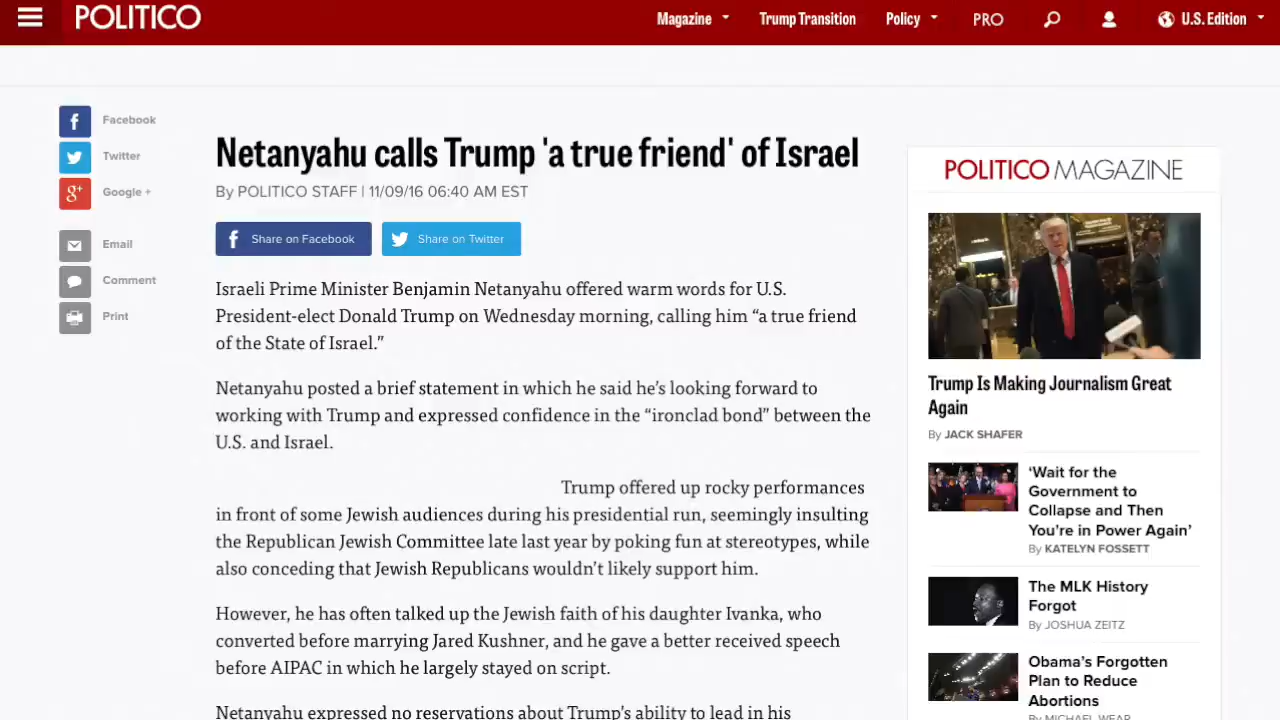 POLITICO
Magazine
Trump Transition
Policy
PRO
U.S. Edition
Facebook
Twitter
Google +
Email
Comment
Print
Netanyahu calls Trump 'a true friend' of Israel
By POLITICO STAFF | 11/09/16 06:40 AM EST
Share on Facebook
Share on Twitter
Israeli Prime Minister Benjamin Netanyahu offered warm words for U.S.
President-elect Donald Trump on Wednesday morning, calling him “a true friend
of the State of Israel.”
Netanyahu posted a brief statement in which he said he’s looking forward to
working with Trump and expressed confidence in the “ironclad bond” between the
U.S. and Israel.
Trump offered up rocky performances
in front of some Jewish audiences during his presidential run, seemingly insulting
the Republican Jewish Committee late last year by poking fun at stereotypes, while
also conceding that Jewish Republicans wouldn’t likely support him.
However, he has often talked up the Jewish faith of his daughter Ivanka, who
converted before marrying Jared Kushner, and he gave a better received speech
before AIPAC in which he largely stayed on script.
Netanyahu expressed no reservations about Trump’s ability to lead in his
POLITICO MAGAZINE
Trump Is Making Journalism Great
Again
By JACK SHAFER
‘Wait for the
Government to
Collapse and Then
You’re in Power Again’
By KATELYN FOSSETT
The MLK History
Forgot
By JOSHUA ZEITZ
Obama’s Forgotten
Plan to Reduce
Abortions
By MICHAEL WEAR